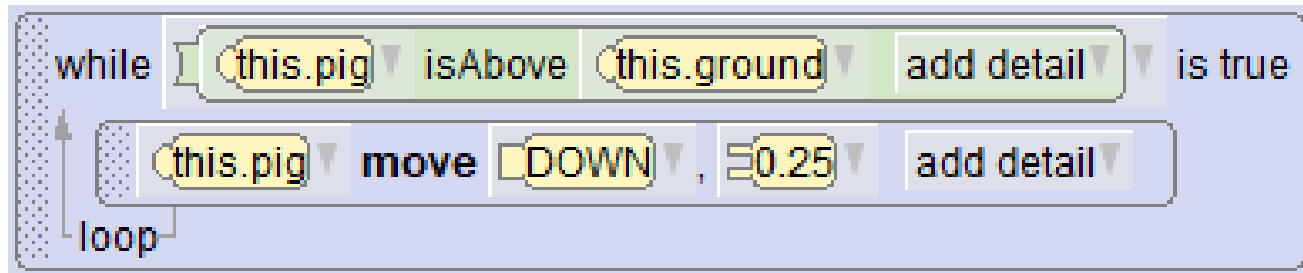 while this.pig isAbove this.ground add detail is true
this.pig move DOWN , 0.25 add detail
loop